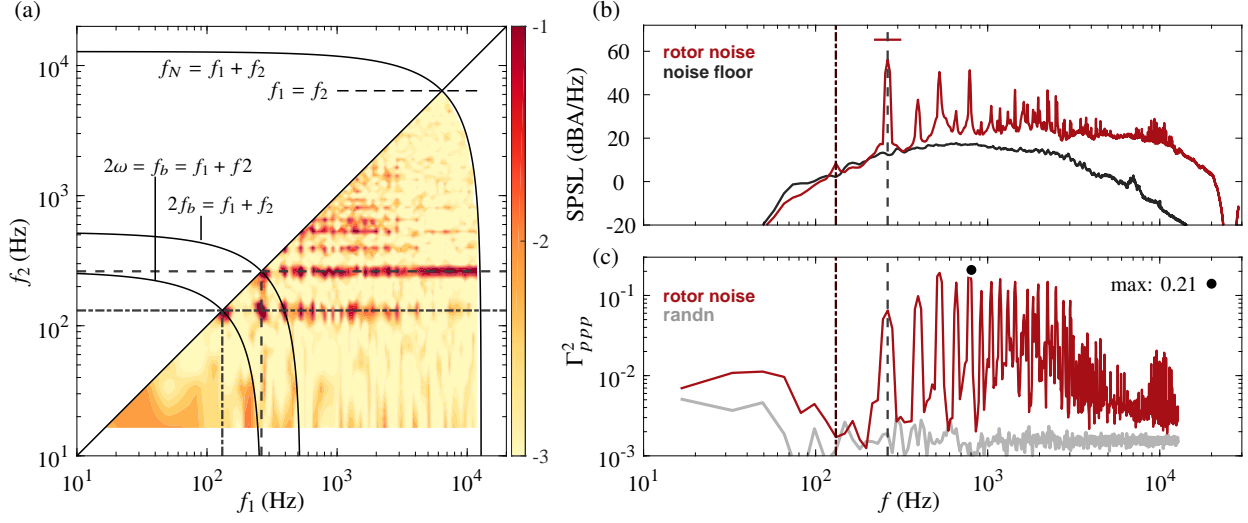 (a)
10^4
10^3
10^2
10^1
f_2 (Hz)
f_N = f_1 + f_2
f_1 = f_2
2ω = f_b = f_1 + f2
2f_b = f_1 + f_2
10^1 10^2 10^3 10^4
f_1 (Hz)
-1
-2
-3
(b)
60
40
20
0
-20
SPSL (dBA/Hz)
rotor noise
noise floor
(c)
10^-1
10^-2
10^-3
Γ^2_ppp
rotor noise
randn
max: 0.21
10^1 10^2 10^3 10^4
f (Hz)